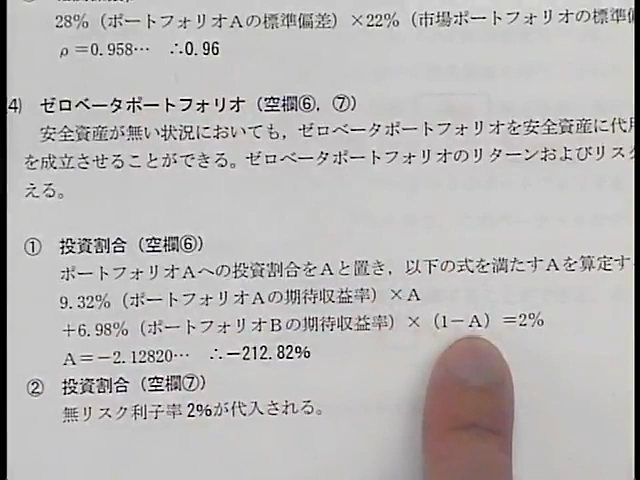 28%（ポートフォリオAの標準偏差）×22%（市場ポートフォリオの標準偏
ρ＝0.958… ∴0.96
4) ゼロベータポートフォリオ（空欄⑥，⑦）
安全資産が無い状況においても，ゼロベータポートフォリオを安全資産に代用
を成立させることができる。ゼロベータポートフォリオのリターンおよびリスク
える。
① 投資割合（空欄⑥）
ポートフォリオAへの投資割合をAと置き，以下の式を満たすAを算定す
9.32%（ポートフォリオAの期待収益率）×A
＋6.98%（ポートフォリオBの期待収益率）×（1－A）＝2%
A＝－2.12820… ∴－212.82%
② 投資割合（空欄⑦）
無リスク利子率2%が代入される。